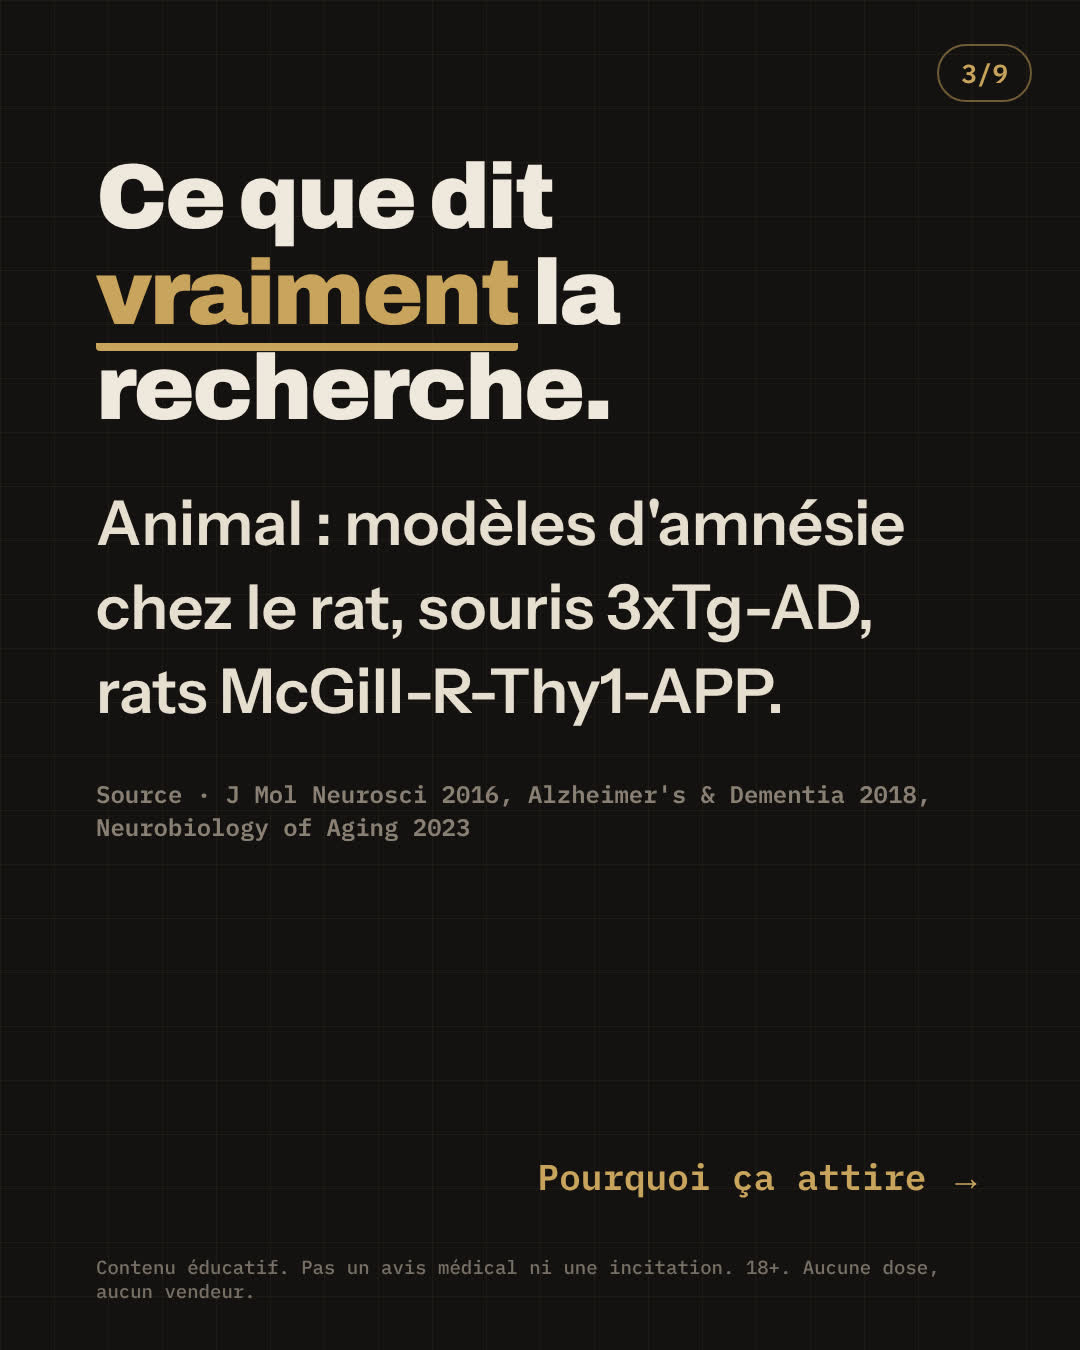 3/9
Ce que dit
vraiment la
recherche.
Animal : modèles d'amnésie
chez le rat, souris 3xTg-AD,
rats McGill-R-Thy1-APP.
Source · J Mol Neurosci 2016, Alzheimer's & Dementia 2018,
Neurobiology of Aging 2023
Pourquoi ça attire →
Contenu éducatif. Pas un avis médical ni une incitation. 18+. Aucune dose,
aucun vendeur.